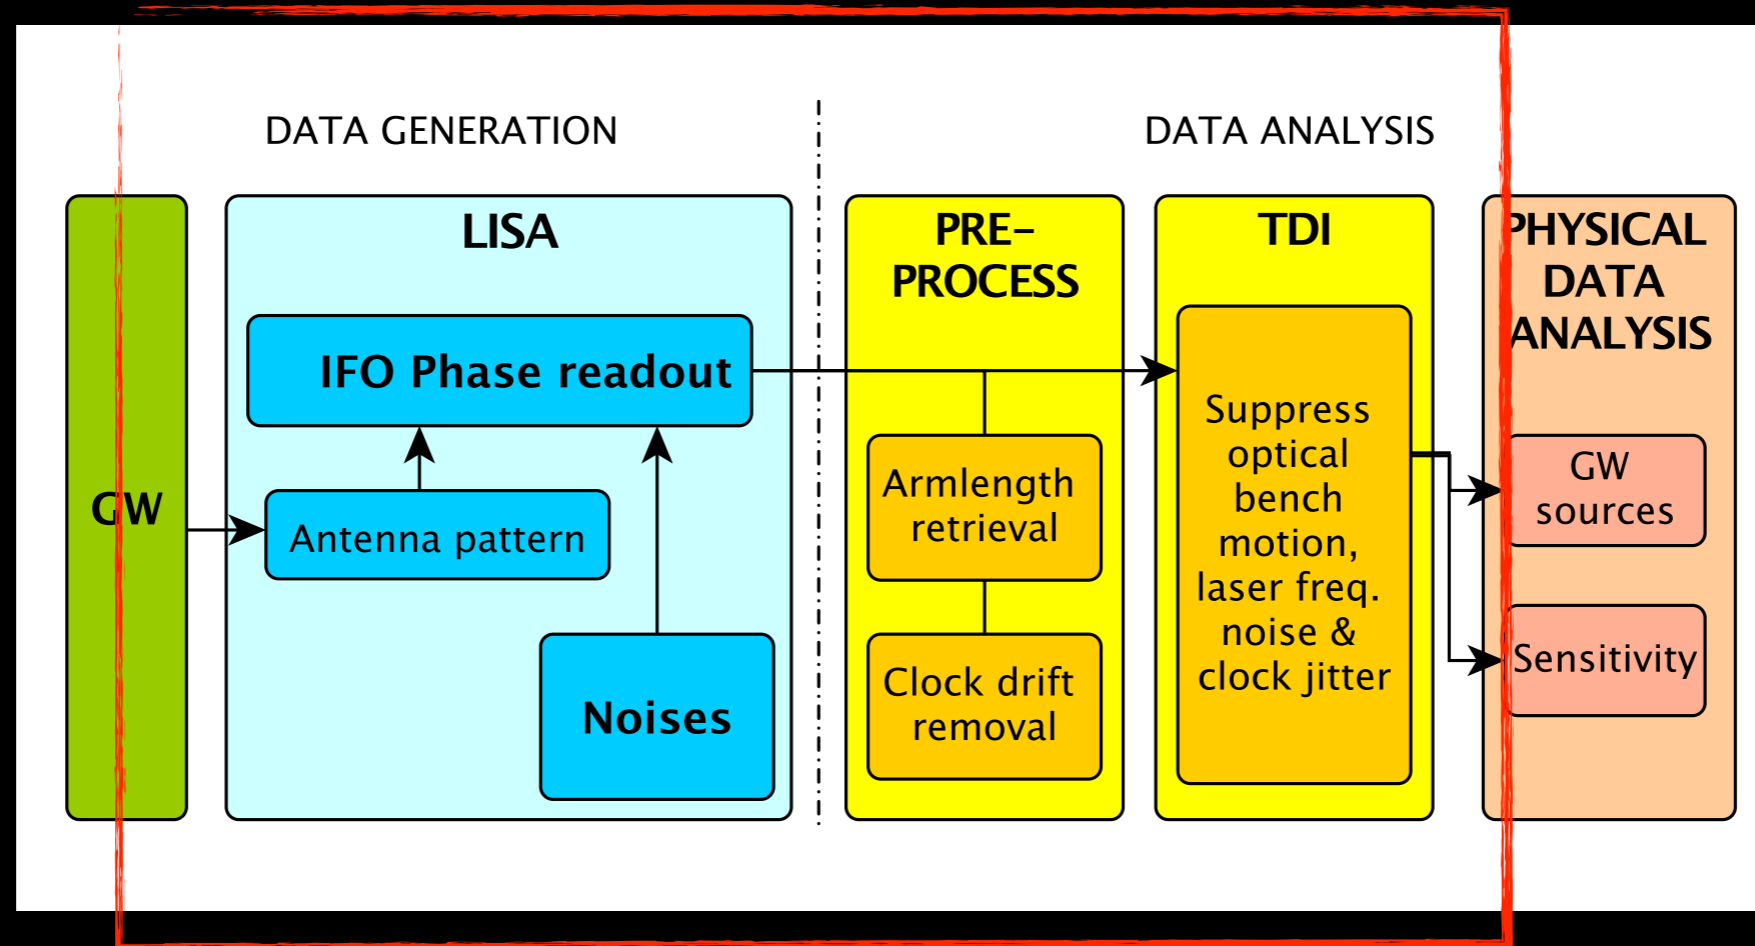 DATA GENERATION
DATA ANALYSIS
GW
LISA
IFO Phase readout
Antenna pattern
Noises
PRE-
PROCESS
Armlength
retrieval
Clock drift
removal
TDI
Suppress
optical
bench
motion,
laser freq.
noise &
clock jitter
PHYSICAL
DATA
ANALYSIS
GW
sources
Sensitivity